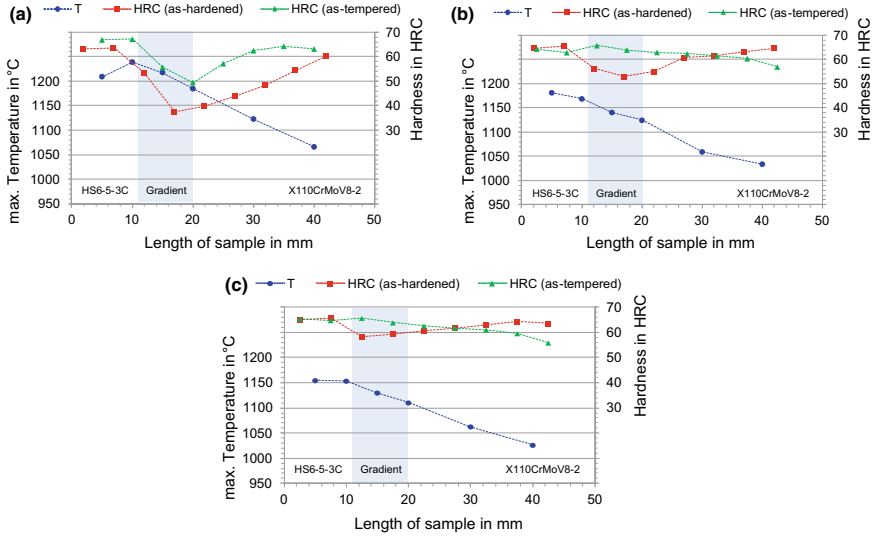 (a)
T HRC (as-hardened) HRC (as-tempered)
max. Temperature in °C
1200
1150
1100
1050
1000
950
Hardness in HRC
70
60
50
40
30
HS6-5-3C Gradient X110CrMoV8-2
0 10 20 30 40 50
Length of sample in mm
(b)
T HRC (as-hardened) HRC (as-tempered)
max. Temperature in °C
1200
1150
1100
1050
1000
950
Hardness in HRC
70
60
50
40
30
HS6-5-3C Gradient X110CrMoV8-2
0 10 20 30 40 50
Length of sample in mm
(c)
T HRC (as-hardened) HRC (as-tempered)
max. Temperature in °C
1200
1150
1100
1050
1000
950
Hardness in HRC
70
60
50
40
30
HS6-5-3C Gradient X110CrMoV8-2
0 10 20 30 40 50
Length of sample in mm